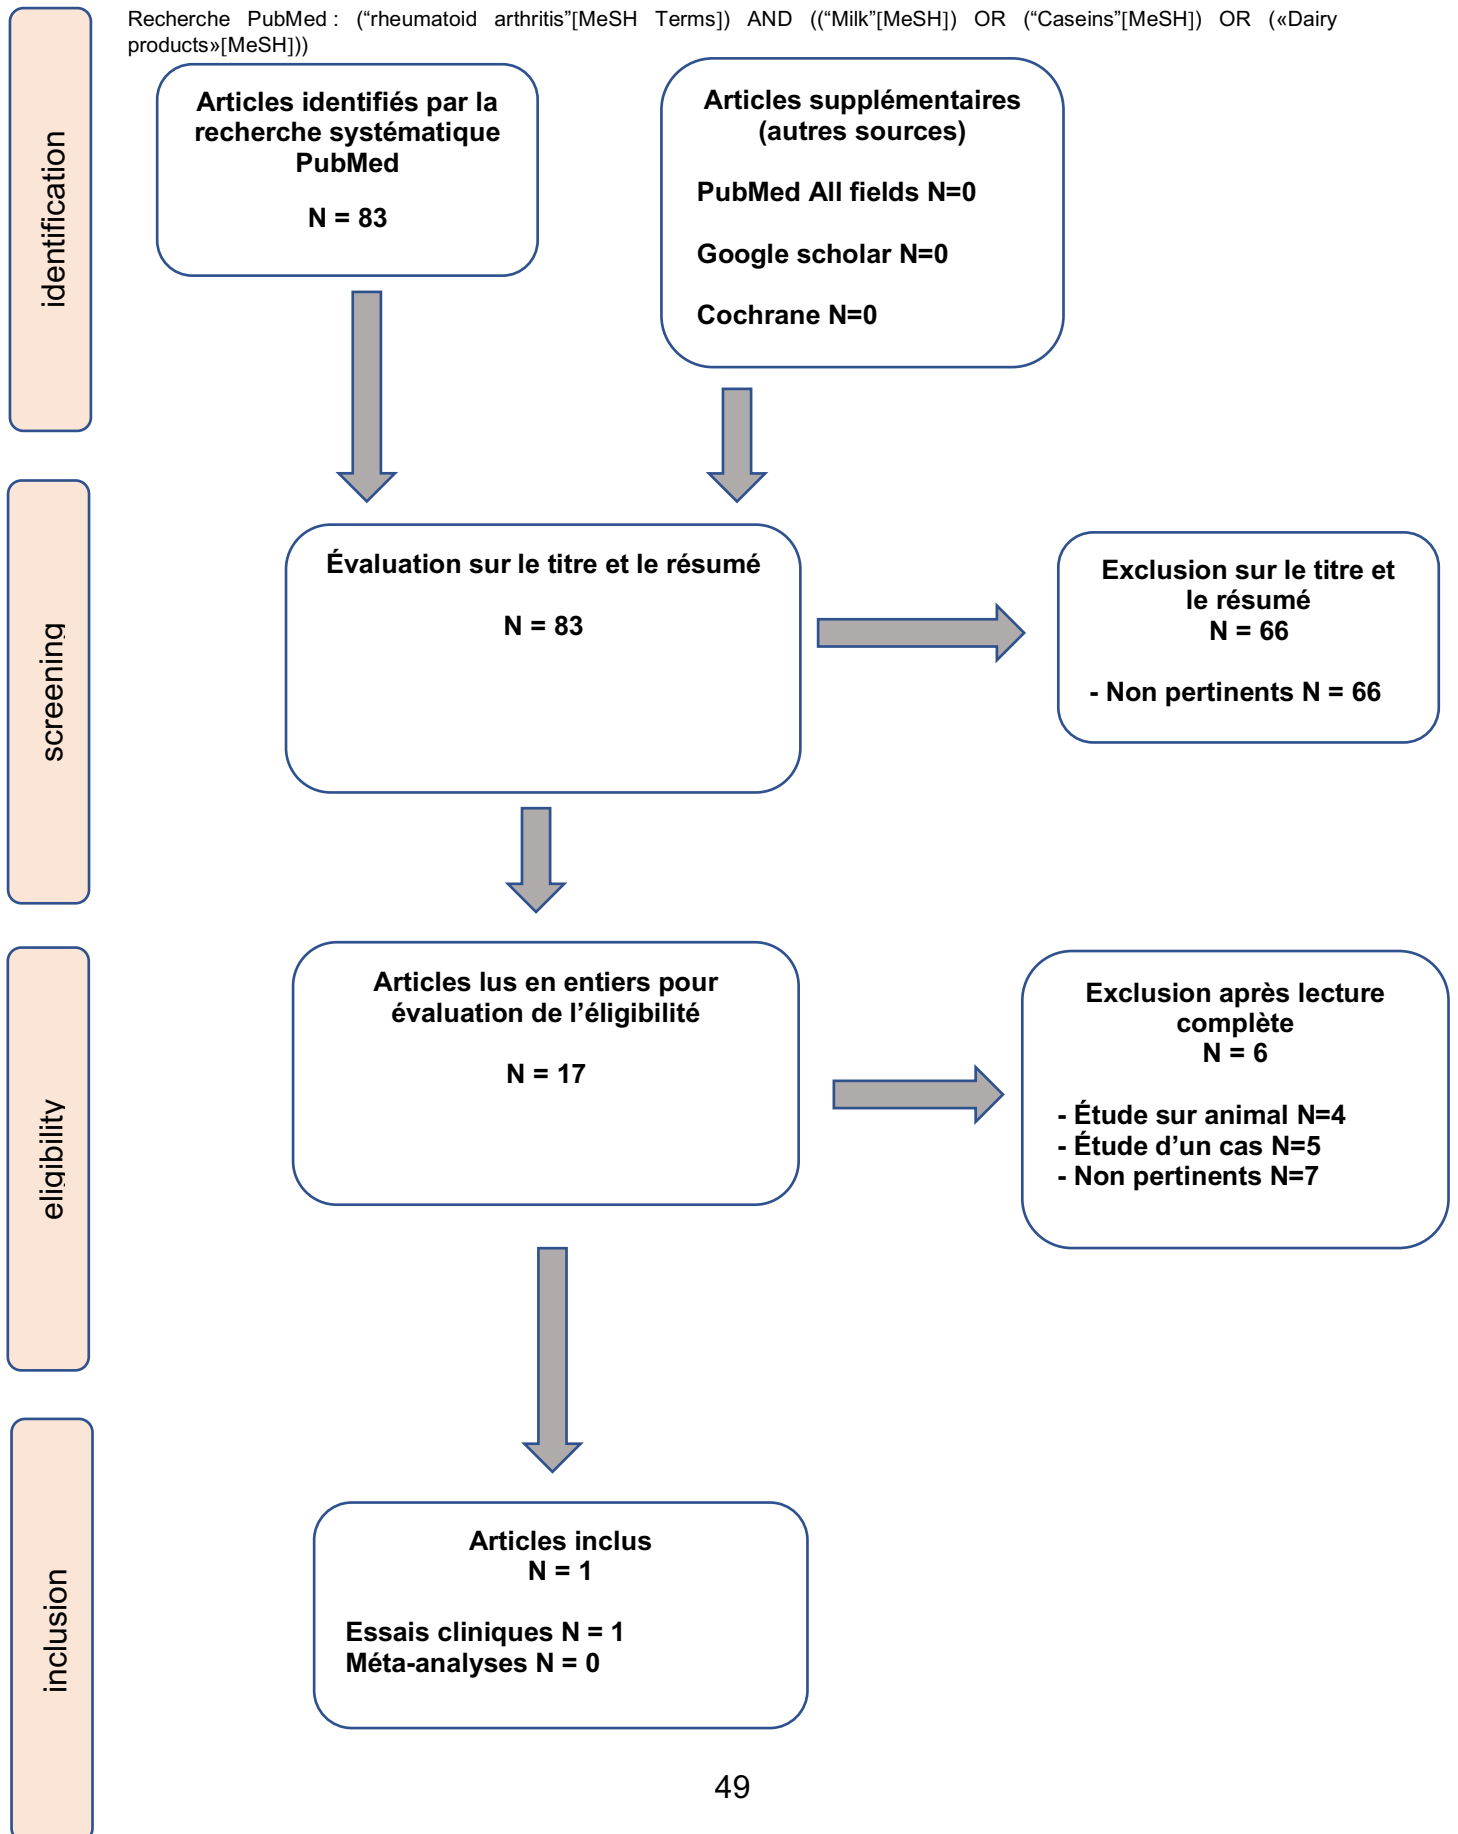 Recherche PubMed : (“rheumatoid arthritis”[MeSH Terms]) AND ((“Milk”[MeSH]) OR (“Caseins”[MeSH]) OR («Dairy
products»[MeSH]))
identification
Articles identifiés par la
recherche systématique
PubMed
N = 83
Articles supplémentaires
(autres sources)
PubMed All fields N=0
Google scholar N=0
Cochrane N=0
screening
Évaluation sur le titre et le résumé
N = 83
Exclusion sur le titre et
le résumé
N = 66
- Non pertinents N = 66
eligibility
Articles lus en entiers pour
évaluation de l’éligibilité
N = 17
Exclusion après lecture
complète
N = 6
- Étude sur animal N=4
- Étude d’un cas N=5
- Non pertinents N=7
inclusion
Articles inclus
N = 1
Essais cliniques N = 1
Méta-analyses N = 0
49